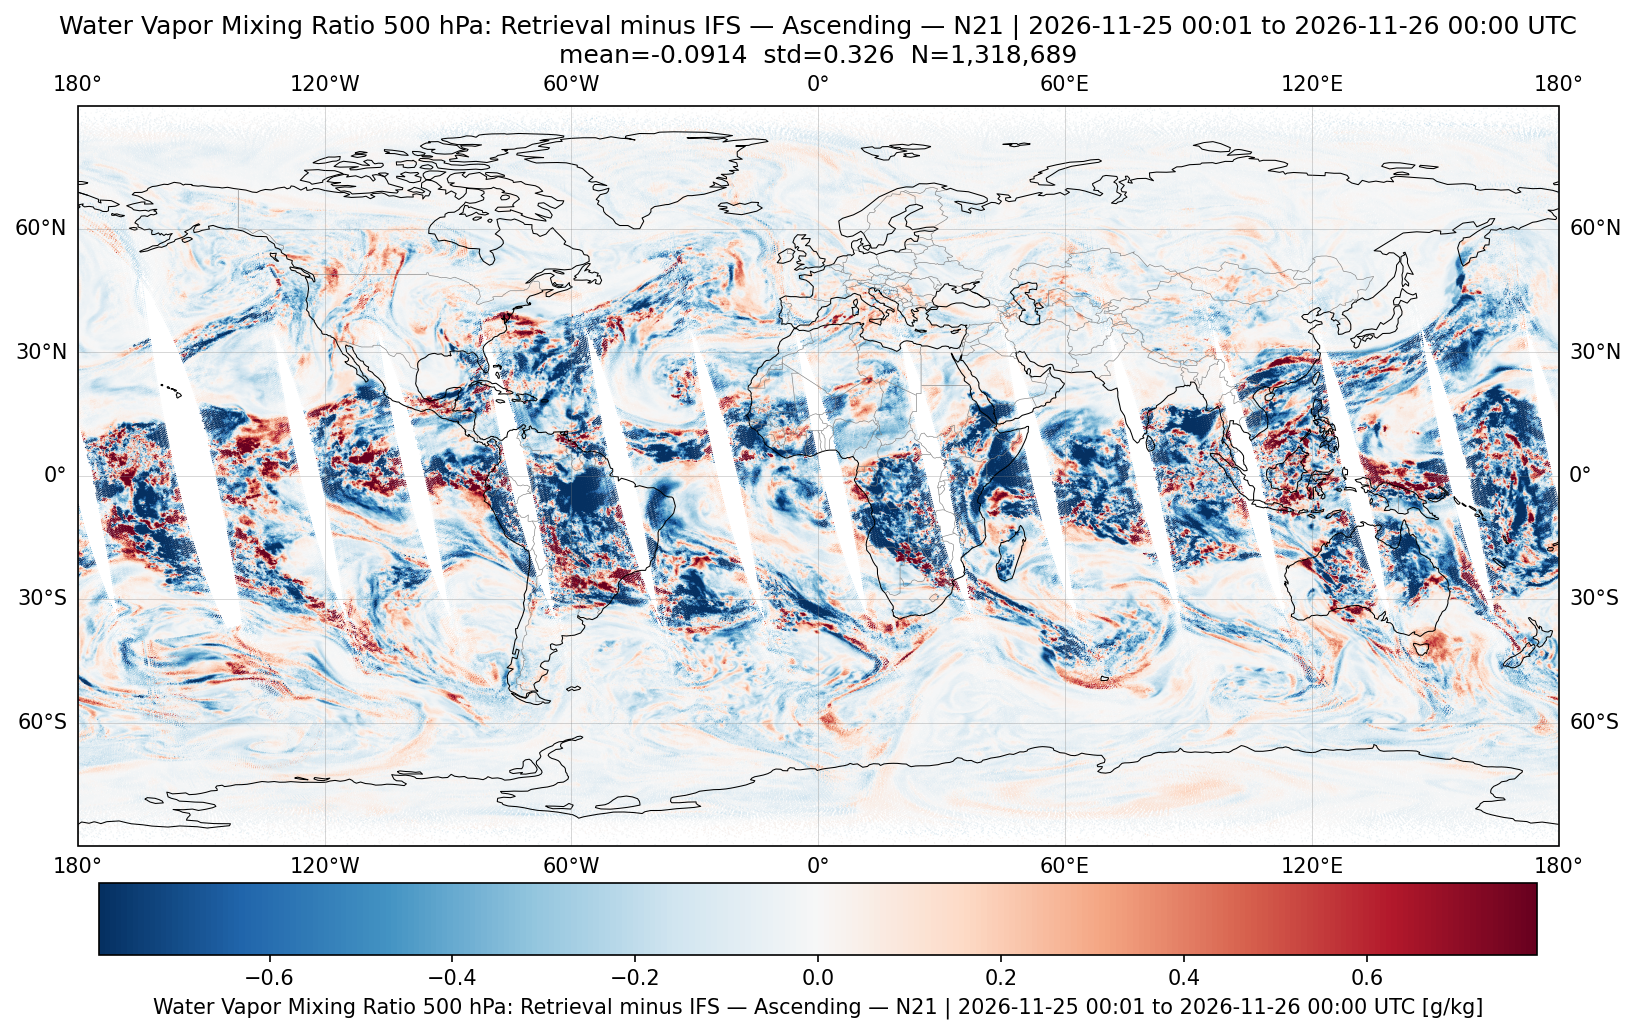 Water Vapor Mixing Ratio 500 hPa: Retrieval minus IFS — Ascending — N21 | 2026-11-25 00:01 to 2026-11-26 00:00 UTC
mean=-0.0914  std=0.326  N=1,318,689
180° 120°W 60°W 0° 60°E 120°E 180°
60°N 60°N
30°N 30°N
0° 0°
30°S 30°S
60°S 60°S
180° 120°W 60°W 0° 60°E 120°E 180°
−0.6 −0.4 −0.2 0.0 0.2 0.4 0.6
Water Vapor Mixing Ratio 500 hPa: Retrieval minus IFS — Ascending — N21 | 2026-11-25 00:01 to 2026-11-26 00:00 UTC [g/kg]